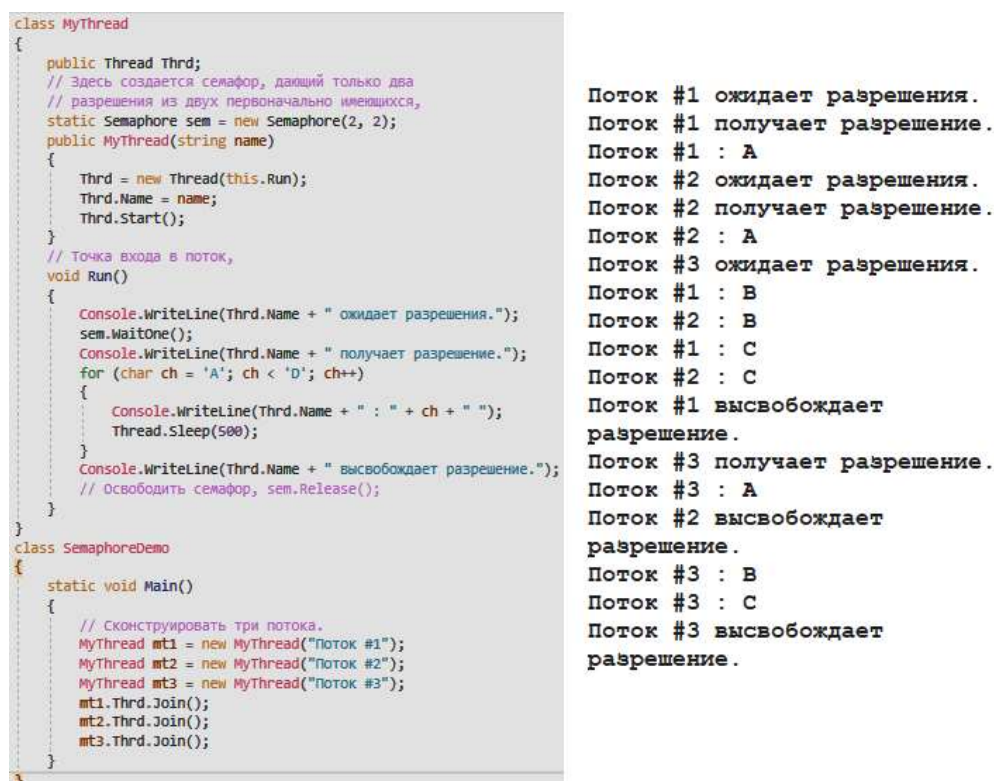 class MyThread
{
public Thread Thrd;
// Здесь создается семафор, дающий только два
// разрешения из двух первоначально имеющихся,
static Semaphore sem = new Semaphore(2, 2);
public MyThread(string name)
{
Thrd = new Thread(this.Run);
Thrd.Name = name;
Thrd.Start();
}
// Точка входа в поток,
void Run()
{
Console.WriteLine(Thrd.Name + " ожидает разрешения.");
sem.WaitOne();
Console.WriteLine(Thrd.Name + " получает разрешение.");
for (char ch = 'A'; ch < 'D'; ch++)
{
Console.WriteLine(Thrd.Name + " : " + ch + " ");
Thread.Sleep(500);
}
Console.WriteLine(Thrd.Name + " высвобождает разрешение.");
// Освободить семафор, sem.Release();
}
}
class SemaphoreDemo
{
static void Main()
{
// Сконструировать три потока.
MyThread mt1 = new MyThread("Поток #1");
MyThread mt2 = new MyThread("Поток #2");
MyThread mt3 = new MyThread("Поток #3");
mt1.Thrd.Join();
mt2.Thrd.Join();
mt3.Thrd.Join();
}
}
Поток #1 ожидает разрешения.
Поток #1 получает разрешение.
Поток #1 : A
Поток #2 ожидает разрешения.
Поток #2 получает разрешение.
Поток #2 : A
Поток #3 ожидает разрешения.
Поток #1 : B
Поток #2 : B
Поток #1 : C
Поток #2 : C
Поток #1 высвобождает
разрешение.
Поток #3 получает разрешение.
Поток #3 : A
Поток #2 высвобождает
разрешение.
Поток #3 : B
Поток #3 : C
Поток #3 высвобождает
разрешение.